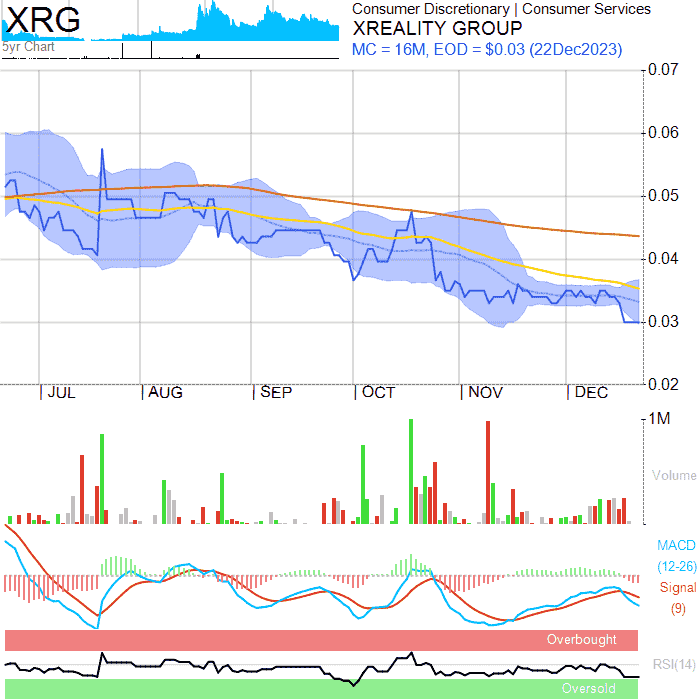 XRG
5yr Chart
Consumer Discretionary | Consumer Services
XREALITY GROUP
MC = 16M, EOD = $0.03 (22Dec2023)
0.07
0.06
0.05
0.04
0.03
0.02
| JUL | AUG | SEP | OCT | NOV | DEC
1M
Volume
MACD
(12-26)
Signal
(9)
Overbought
RSI(14)
Oversold